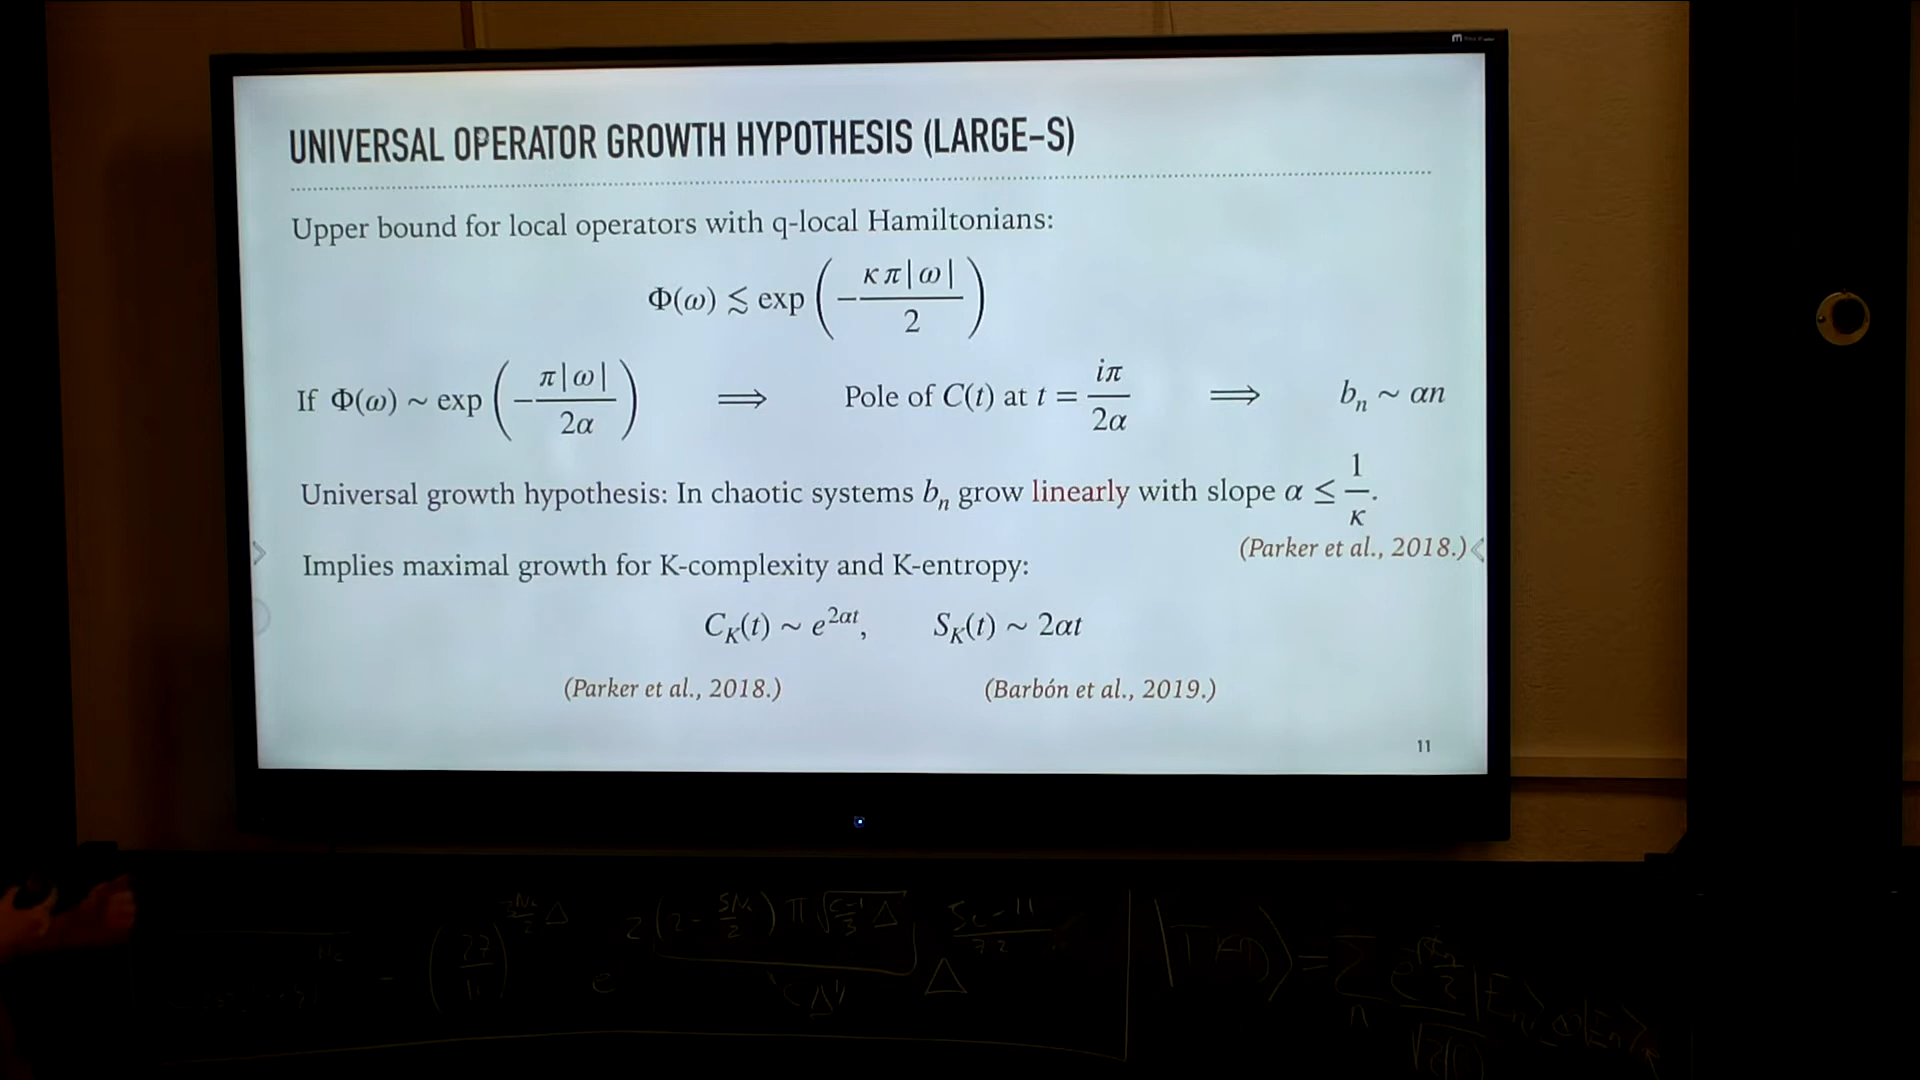 UNIVERSAL OPERATOR GROWTH HYPOTHESIS (LARGE-S)
Upper bound for local operators with q-local Hamiltonians:
Φ(ω) ≲ exp ( − κ π|ω| / 2 )
If Φ(ω) ~ exp ( − π|ω| / 2α ) ⟹ Pole of C(t) at t = iπ / 2α ⟹ bₙ ~ αn
Universal growth hypothesis: In chaotic systems bₙ grow linearly with slope α ≤ 1 / κ.
(Parker et al., 2018.)
Implies maximal growth for K-complexity and K-entropy:
C_K(t) ~ e^{2αt}, S_K(t) ~ 2αt
(Parker et al., 2018.) (Barbón et al., 2019.)
11